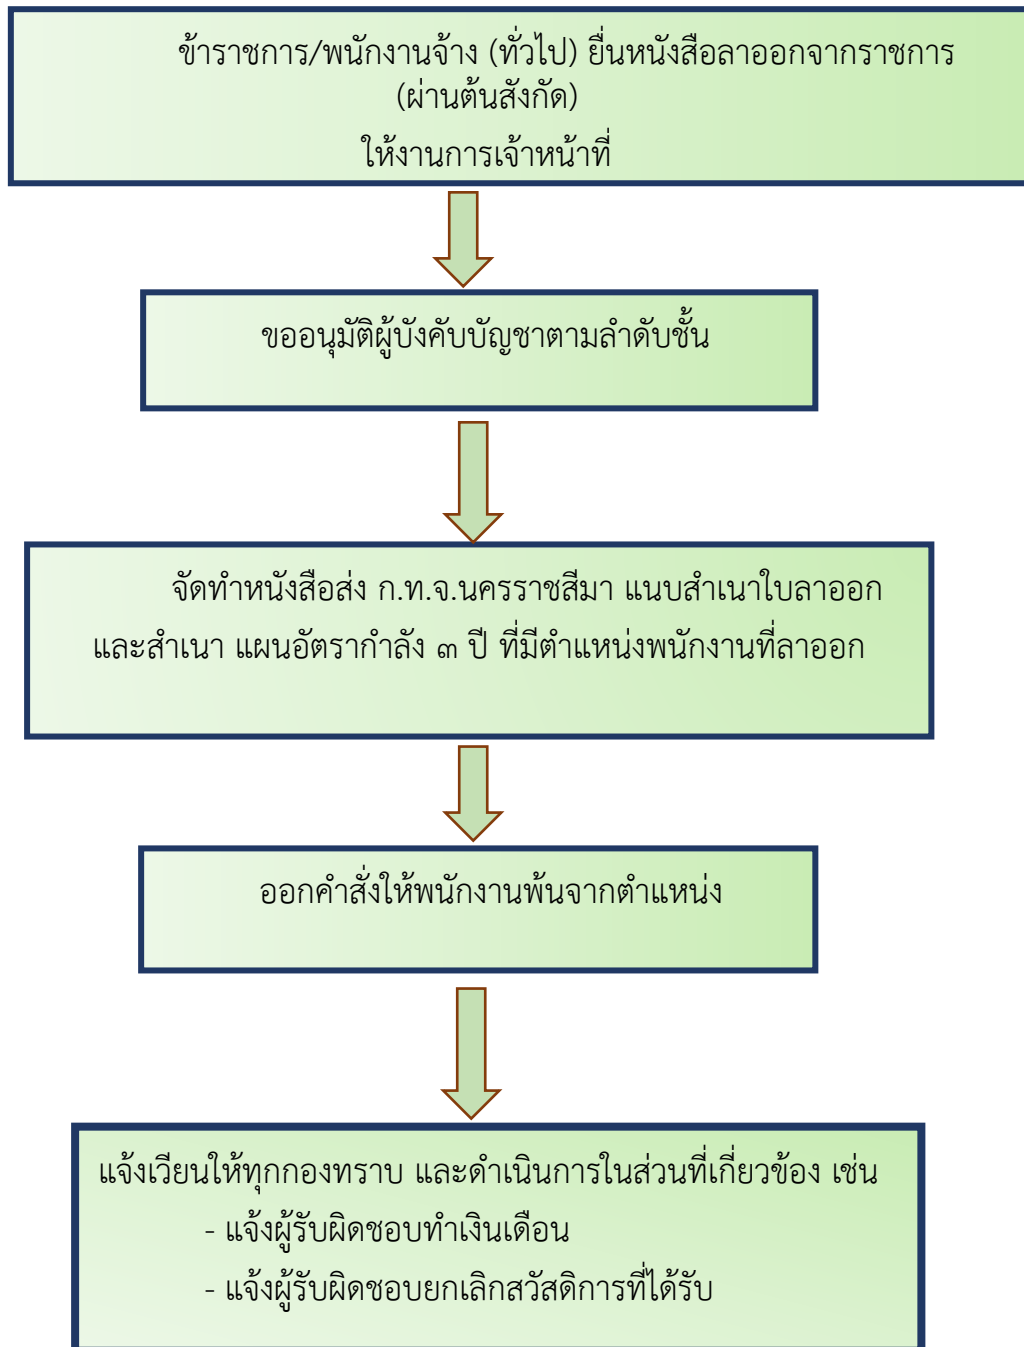 ข้าราชการ/พนักงานจ้าง (ทั่วไป) ยื่นหนังสือลาออกจากราชการ
(ผ่านต้นสังกัด)
ให้งานการเจ้าหน้าที่
ขออนุมัติผู้บังคับบัญชาตามลำดับชั้น
จัดทำหนังสือส่ง ก.ท.จ.นครราชสีมา แนบสำเนาใบลาออก
และสำเนา แผนอัตรากำลัง ๓ ปี ที่มีตำแหน่งพนักงานที่ลาออก
ออกคำสั่งให้พนักงานพ้นจากตำแหน่ง
แจ้งเวียนให้ทุกกองทราบ และดำเนินการในส่วนที่เกี่ยวข้อง เช่น
- แจ้งผู้รับผิดชอบทำเงินเดือน
- แจ้งผู้รับผิดชอบยกเลิกสวัสดิการที่ได้รับ